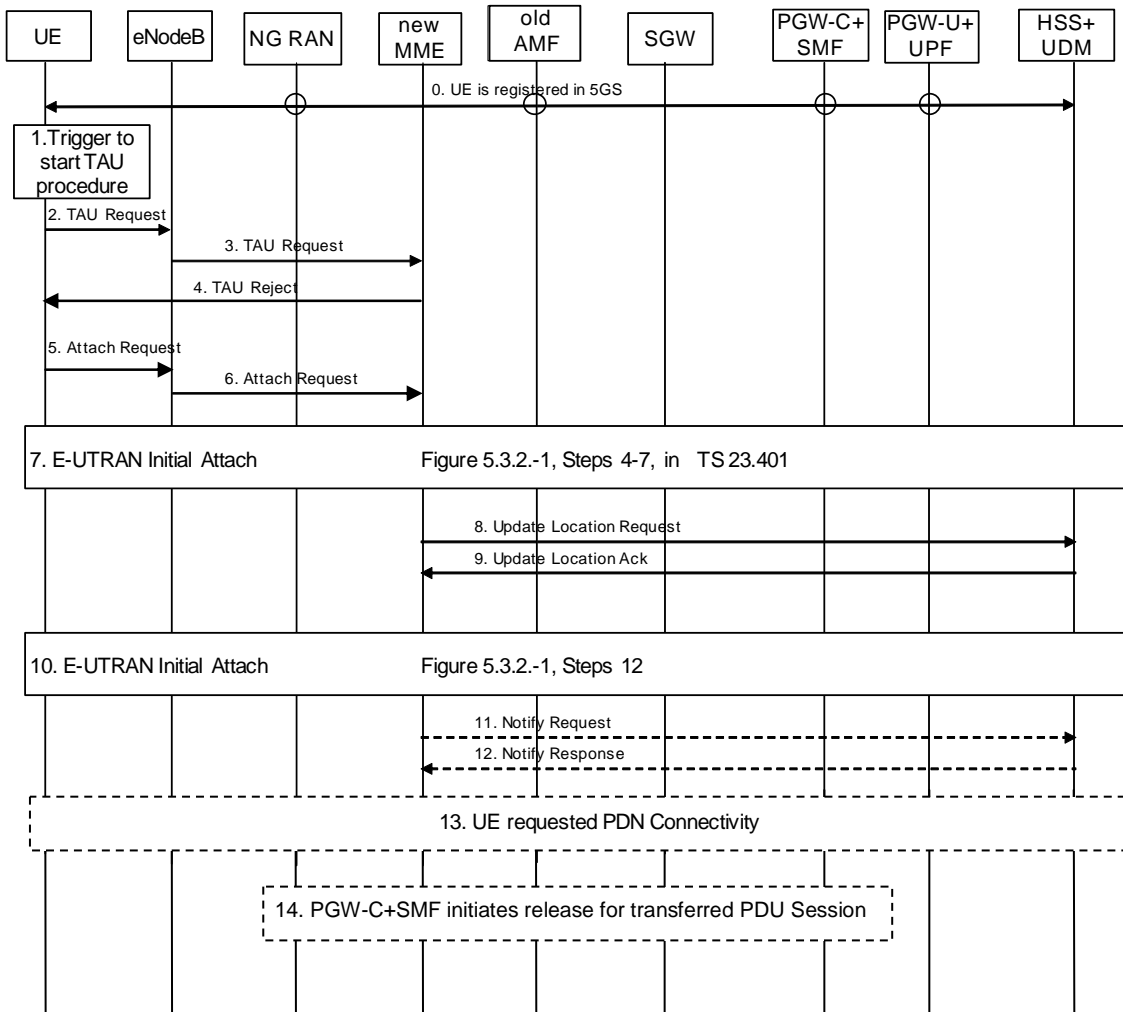 UE
eNodeB
NG RAN
new
MME
old
AMF
SGW
PGW-C+
SMF
PGW-U+
UPF
HSS+
UDM
0. UE is registered in 5GS
1.Trigger to
start TAU
procedure
2. TAU Request
3. TAU Request
4. TAU Reject
5. Attach Request
6. Attach Request
7. E-UTRAN Initial Attach Figure 5.3.2.-1, Steps 4-7, in TS 23.401
8. Update Location Request
9. Update Location Ack
10. E-UTRAN Initial Attach Figure 5.3.2.-1, Steps 12
11. Notify Request
12. Notify Response
13. UE requested PDN Connectivity
14. PGW-C+SMF initiates release for transferred PDU Session